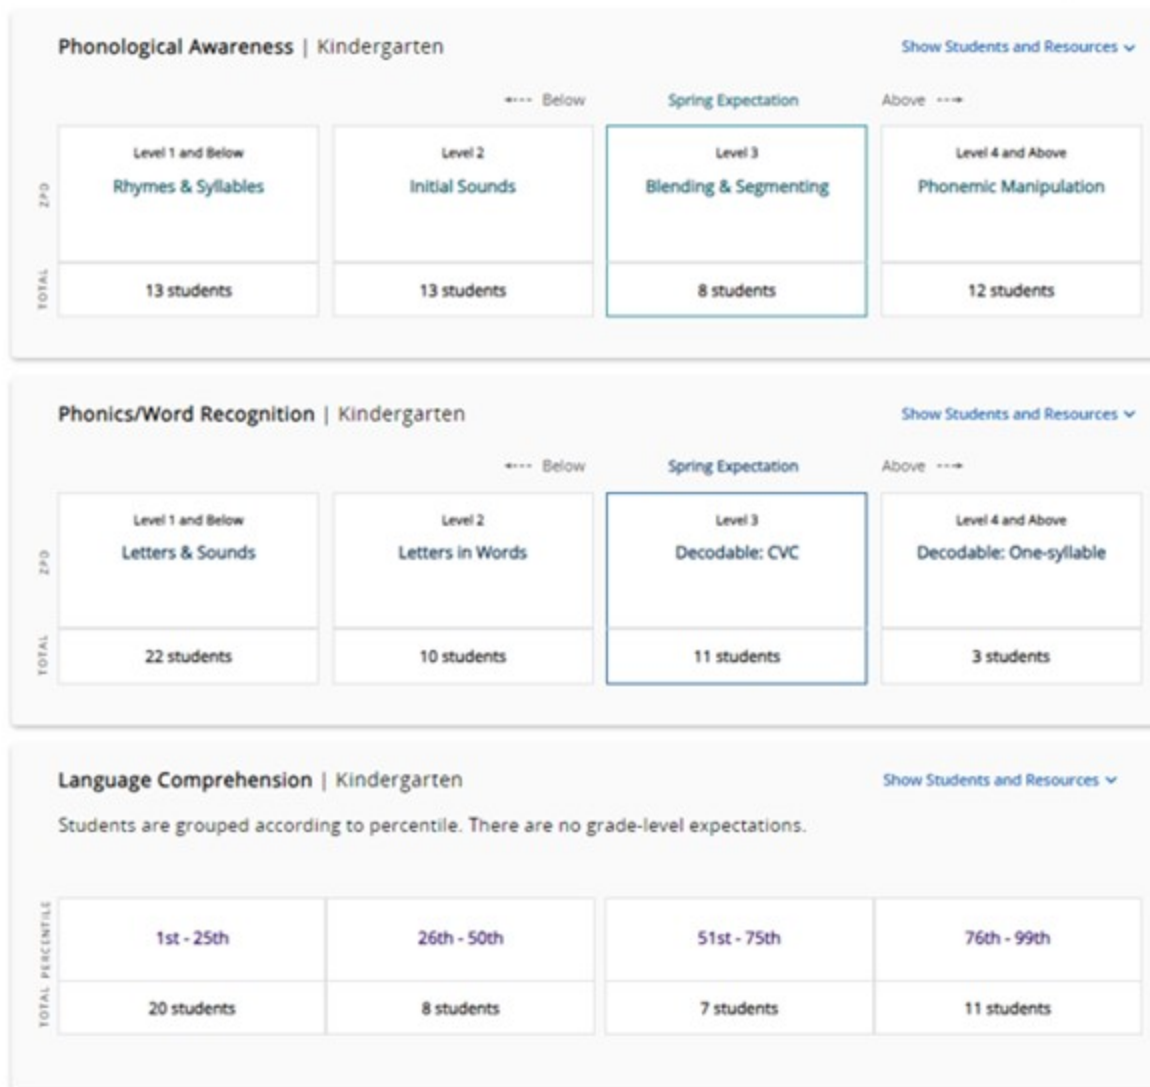 Phonological Awareness | Kindergarten
Show Students and Resources
Below
Spring Expectation
Above
ZPD
Level 1 and Below
Rhymes & Syllables
Level 2
Initial Sounds
Level 3
Blending & Segmenting
Level 4 and Above
Phonemic Manipulation
TOTAL
13 students
13 students
8 students
12 students
Phonics/Word Recognition | Kindergarten
Show Students and Resources
Below
Spring Expectation
Above
ZPD
Level 1 and Below
Letters & Sounds
Level 2
Letters in Words
Level 3
Decodable: CVC
Level 4 and Above
Decodable: One-syllable
TOTAL
22 students
10 students
11 students
3 students
Language Comprehension | Kindergarten
Show Students and Resources
Students are grouped according to percentile. There are no grade-level expectations.
PERCENTILE
1st - 25th
26th - 50th
51st - 75th
76th - 99th
TOTAL
20 students
8 students
7 students
11 students